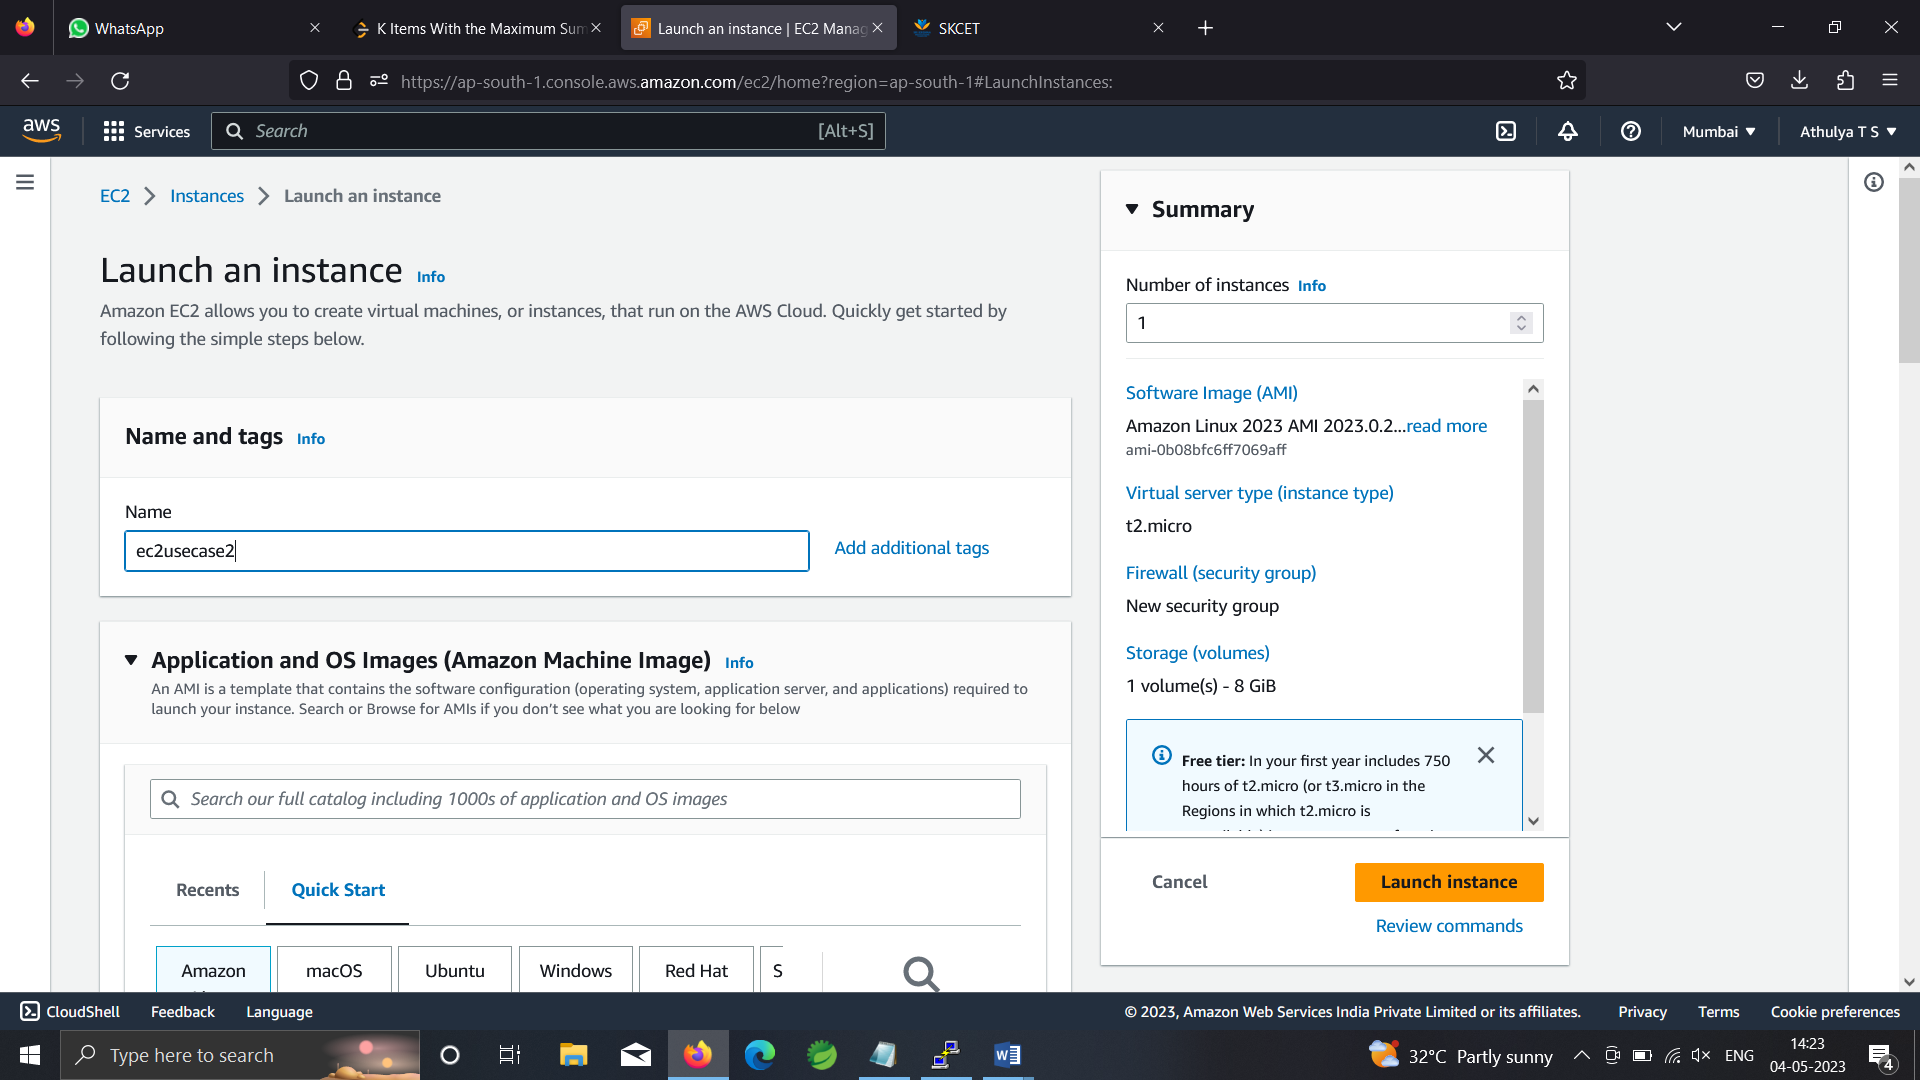 WhatsApp
K Items With the Maximum Sum
Launch an instance | EC2 Manag
SKCET
https://ap-south-1.console.aws.amazon.com/ec2/home?region=ap-south-1#LaunchInstances:
aws
Services
Search
[Alt+S]
Mumbai
Athulya T S
EC2
Instances
Launch an instance
Launch an instance Info
Amazon EC2 allows you to create virtual machines, or instances, that run on the AWS Cloud. Quickly get started by
following the simple steps below.
Name and tags Info
Name
ec2usecase2
Add additional tags
Application and OS Images (Amazon Machine Image) Info
An AMI is a template that contains the software configuration (operating system, application server, and applications) required to
launch your instance. Search or Browse for AMIs if you don't see what you are looking for below
Search our full catalog including 1000s of application and OS images
Recents
Quick Start
Amazon
macOS
Ubuntu
Windows
Red Hat
S
Summary
Number of instances Info
1
Software Image (AMI)
Amazon Linux 2023 AMI 2023.0.2...read more
ami-0b08bfc6ff7069aff
Virtual server type (instance type)
t2.micro
Firewall (security group)
New security group
Storage (volumes)
1 volume(s) - 8 GiB
Free tier: In your first year includes 750
hours of t2.micro (or t3.micro in the
Regions in which t2.micro is
Cancel
Launch instance
Review commands
CloudShell
Feedback
Language
© 2023, Amazon Web Services India Private Limited or its affiliates.
Privacy
Terms
Cookie preferences
Type here to search
32°C Partly sunny
ENG
14:23
04-05-2023
4